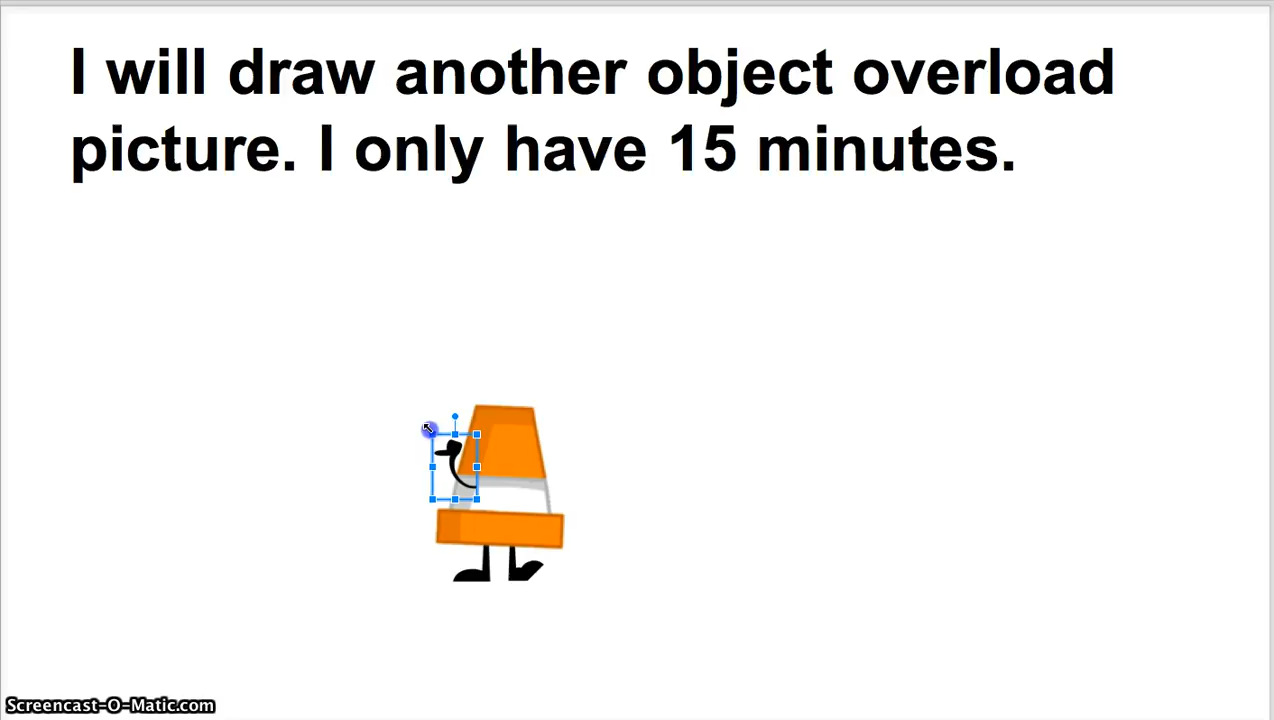 I will draw another object overload
picture. I only have 15 minutes.
Screencast-O-Matic.com